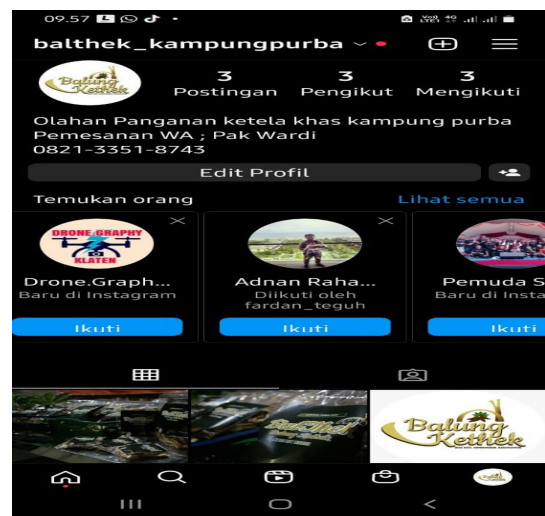 09.57
balthek_kampungpurba
Balung Kethek
3 3 3
Postingan Pengikut Mengikuti
Olahan Panganan ketela khas kampung purba
Pemesanan WA ; Pak Wardi
0821-3351-8743
Edit Profil
Temukan orang Lihat semua
DRONE GRAPHY
KLATEN
Drone.Graph... Adnan Raha... Pemuda S
Baru di Instagram Diikuti oleh Baru di Insta
fardan_teguh
Ikuti Ikuti Ikuti
Balung
Kethek